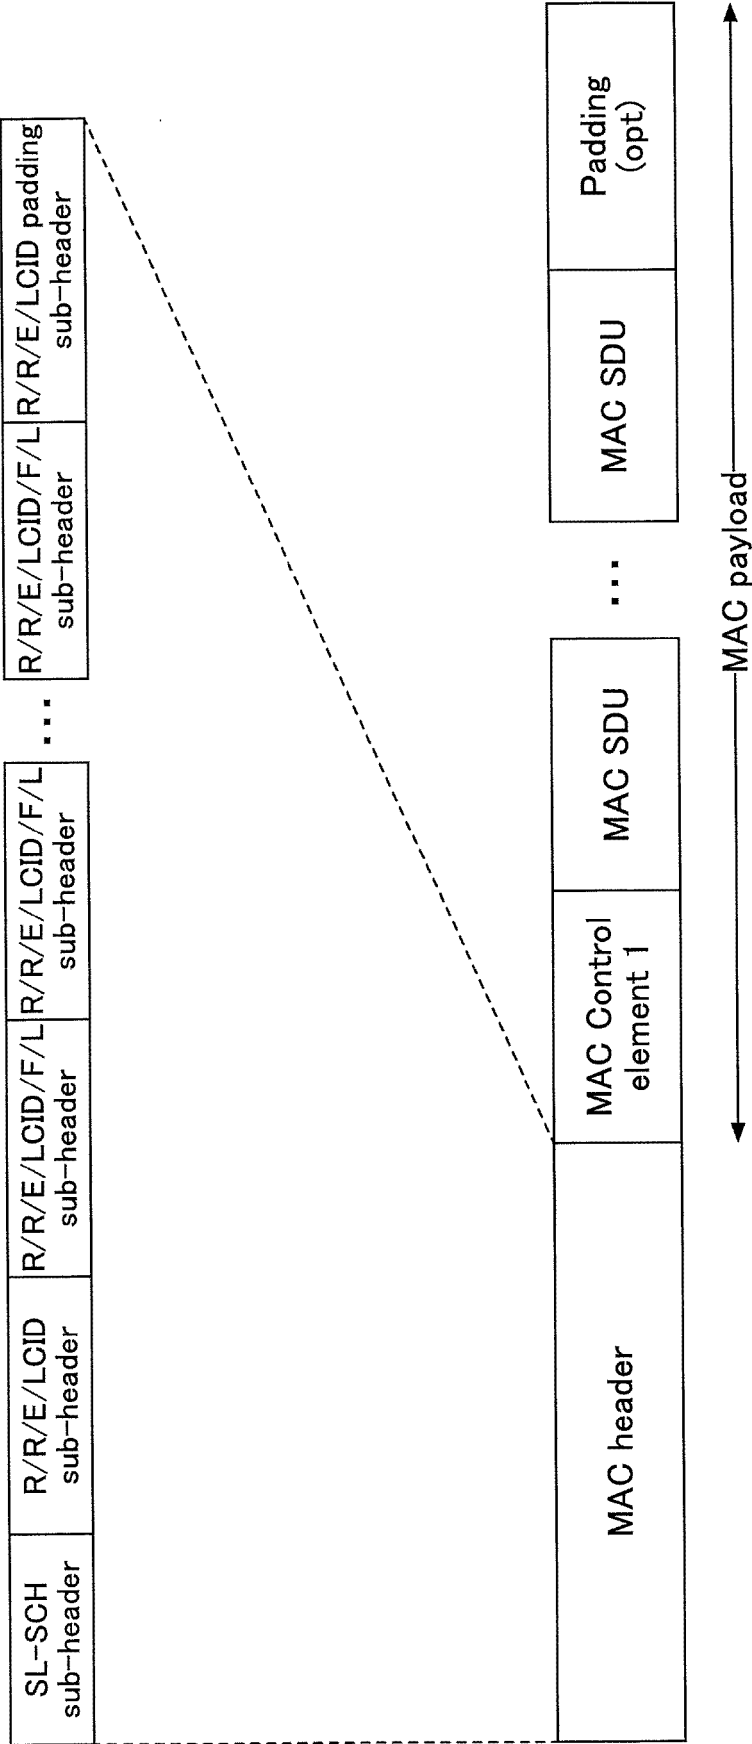 SL-SCH
sub-header
R/R/E/LCID
sub-header
R/R/E/LCID/F/L
sub-header
R/R/E/LCID/F/L
sub-header
...
R/R/E/LCID/F/L
sub-header
R/R/E/LCID padding
sub-header
MAC header
MAC Control
element 1
MAC SDU
...
MAC SDU
Padding
(opt)
MAC payload